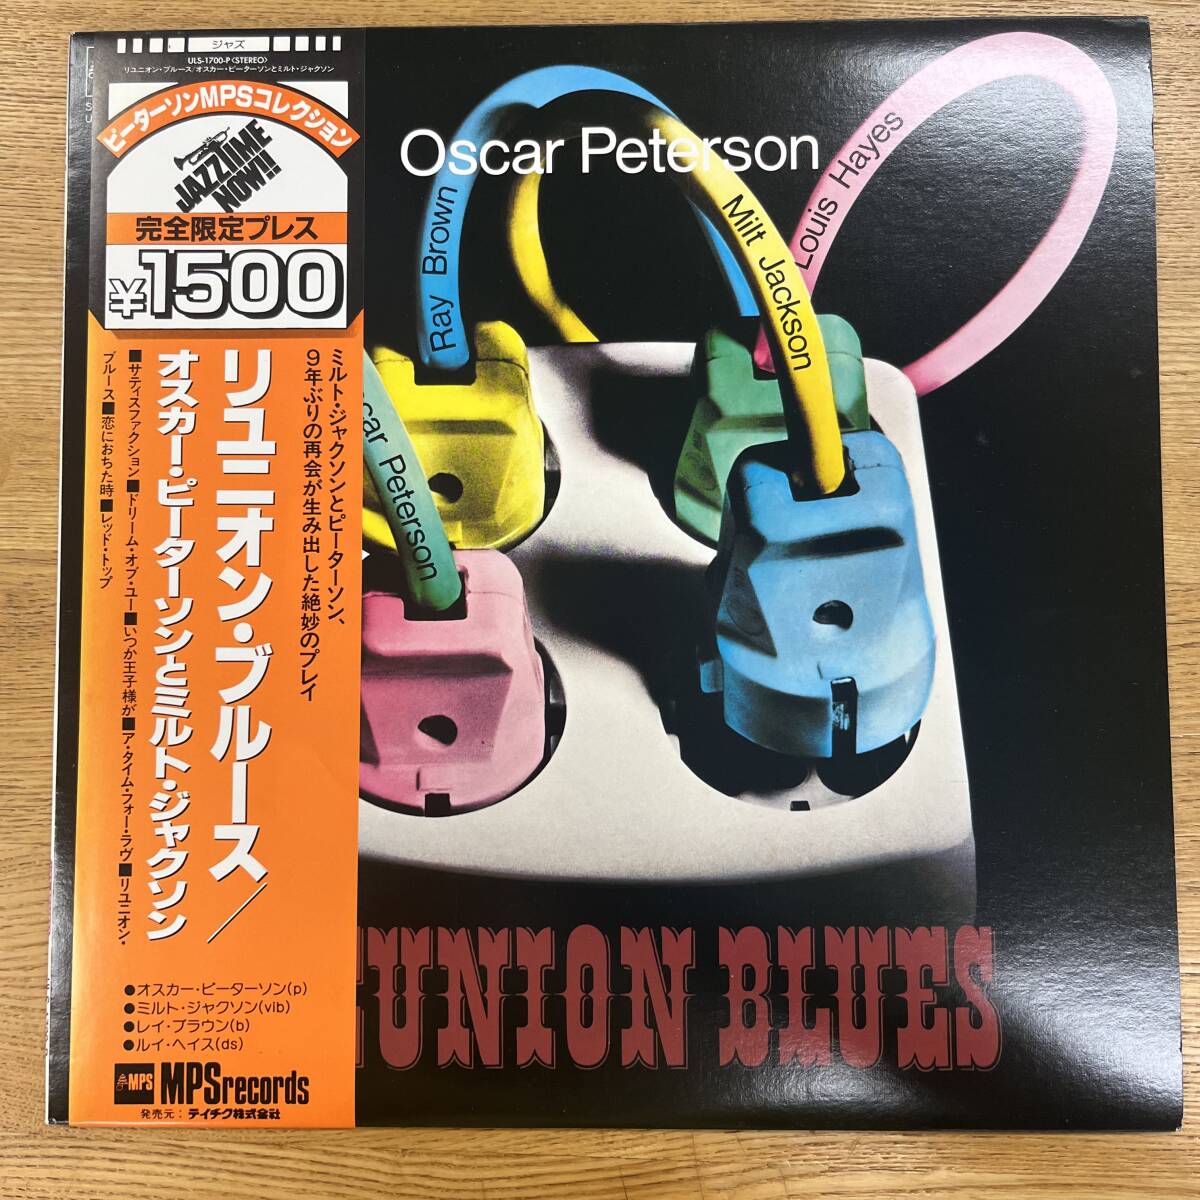 ジャズ
ULS-1700-P〈STEREO〉
リユニオン・ブルース/オスカー・ピーターソンとミルト・ジャクソン
ピーターソンMPSコレクション
JAZZTIME
NOW!!
完全限定プレス
¥1500
ミルト・ジャクソンとピーターソン、
9年ぶりの再会が生み出した絶妙のプレイ
リユニオン・ブルース/
オスカー・ピーターソンとミルト・ジャクソン
■サティスファクション■ドリーム・オブ・ユー■いつか王子様が■ア・タイム・フォー・ラヴ■リユニオン・
ブルース■恋におちた時■レッド・トップ
●オスカー・ピーターソン(p)
●ミルト・ジャクソン(vib)
●レイ・ブラウン(b)
●ルイ・ヘイス(ds)
MPS
MPSrecords
発売元:テイチク株式会社
Oscar Peterson
Ray Brown
Milt Jackson
Louis Hayes
car Peterson
EUNION BLUES